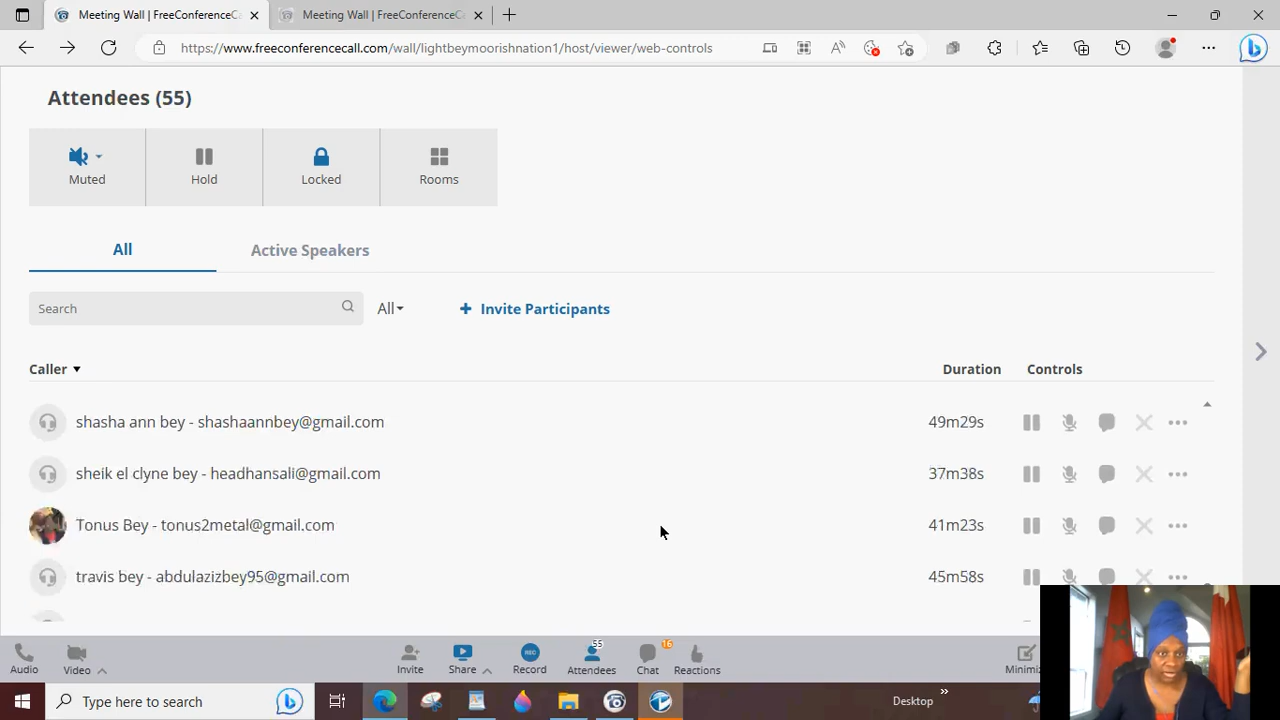 Meeting Wall | FreeConferenceC
Meeting Wall | FreeConferenceC
https://www.freeconferencecall.com/wall/lightbeymoorishnation1/host/viewer/web-controls
Attendees (55)
Muted
Hold
Locked
Rooms
All
Active Speakers
Search
All
+ Invite Participants
Caller
Duration
Controls
shasha ann bey - shashaannbey@gmail.com
49m29s
sheik el clyne bey - headhansali@gmail.com
37m38s
Tonus Bey - tonus2metal@gmail.com
41m23s
travis bey - abdulazizbey95@gmail.com
45m58s
Audio
Video
Invite
Share
REC
Record
55
Attendees
16
Chat
Reactions
Minimiz
Type here to search
Desktop